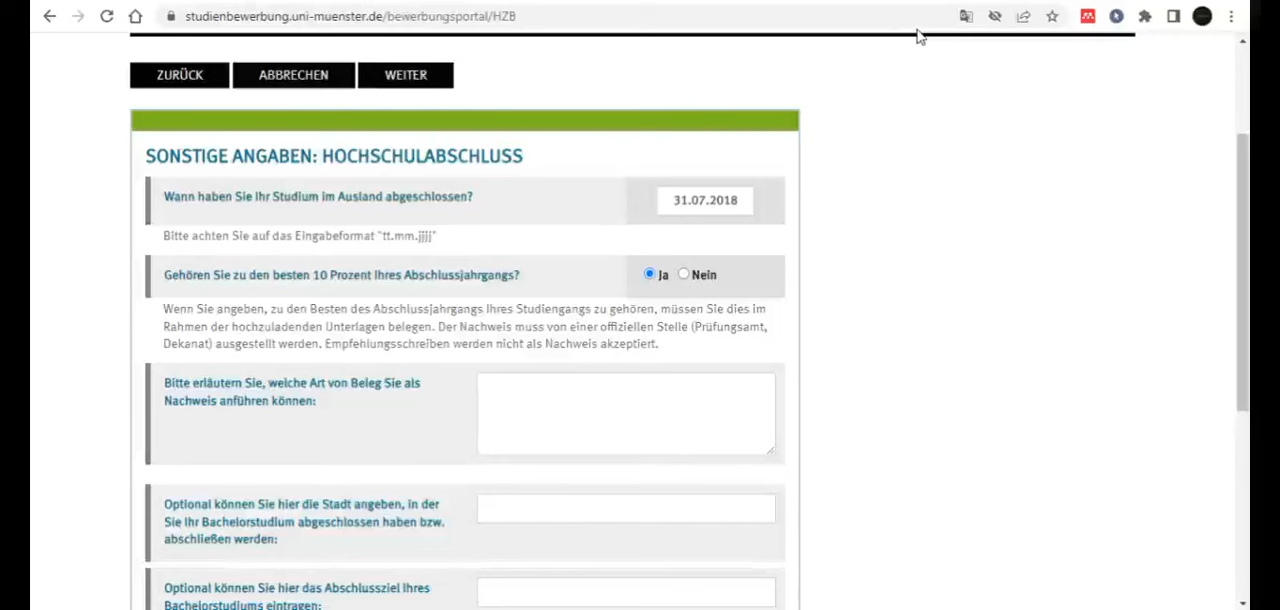 studienbewerbung.uni-muenster.de/bewerbungsportal/HZB
ZURÜCK ABBRECHEN WEITER
SONSTIGE ANGABEN: HOCHSCHULABSCHLUSS
Wann haben Sie Ihr Studium im Ausland abgeschlossen? 31.07.2018
Bitte achten Sie auf das Eingabeformat "tt.mm.jjjj"
Gehören Sie zu den besten 10 Prozent Ihres Abschlussjahrgangs? Ja Nein
Wenn Sie angeben, zu den Besten des Abschlussjahrgangs Ihres Studiengangs zu gehören, müssen Sie dies im
Rahmen der hochzuladenden Unterlagen belegen. Der Nachweis muss von einer offiziellen Stelle (Prüfungsamt,
Dekanat) ausgestellt werden. Empfehlungsschreiben werden nicht als Nachweis akzeptiert.
Bitte erläutern Sie, welche Art von Beleg Sie als
Nachweis anführen können:
Optional können Sie hier die Stadt angeben, in der
Sie Ihr Bachelorstudium abgeschlossen haben bzw.
abschließen werden:
Optional können Sie hier das Abschlussziel Ihres
Bachelorstudiums eintragen: